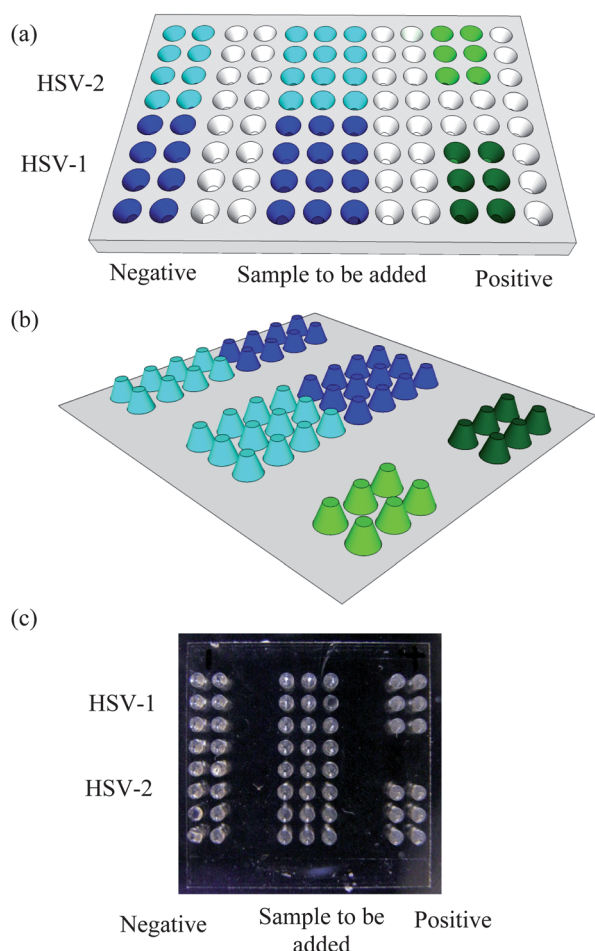 (a)
HSV-2
HSV-1
Negative
Sample to be added
Positive
(b)
(c)
HSV-1
HSV-2
Negative
Sample to be
added
Positive